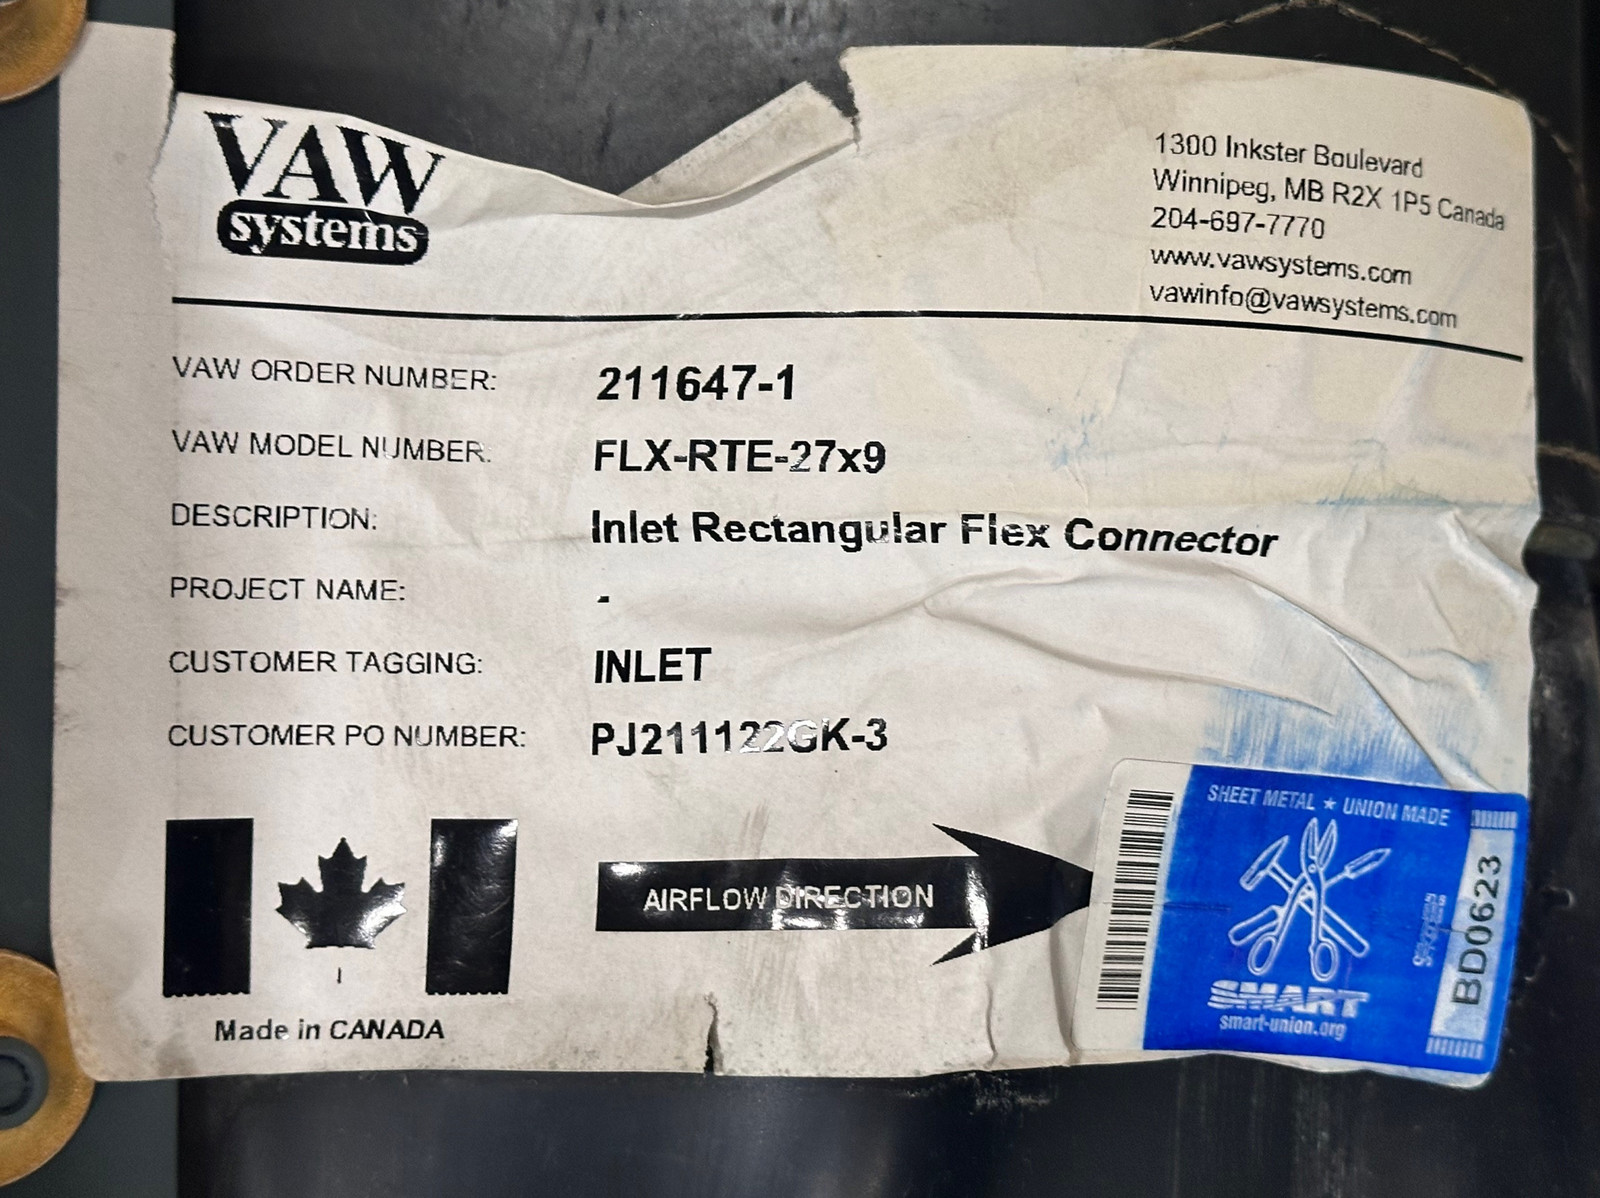 VAW
systems
1300 Inkster Boulevard
Winnipeg, MB R2X 1P5 Canada
204-697-7770
www.vawsystems.com
vawinfo@vawsystems.com
VAW ORDER NUMBER: 211647-1
VAW MODEL NUMBER: FLX-RTE-27x9
DESCRIPTION: Inlet Rectangular Flex Connector
PROJECT NAME: -
CUSTOMER TAGGING: INLET
CUSTOMER PO NUMBER: PJ211122GK-3
Made in CANADA
AIRFLOW DIRECTION
SHEET METAL ★ UNION MADE
SMART
smart-union.org
BD0623